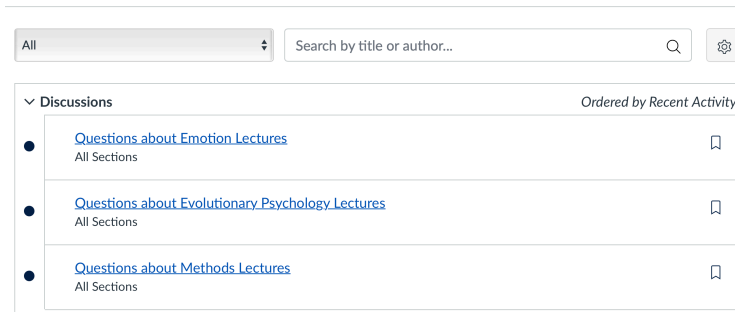 All
Search by title or author...
Discussions
Ordered by Recent Activity
Questions about Emotion Lectures
All Sections
Questions about Evolutionary Psychology Lectures
All Sections
Questions about Methods Lectures
All Sections